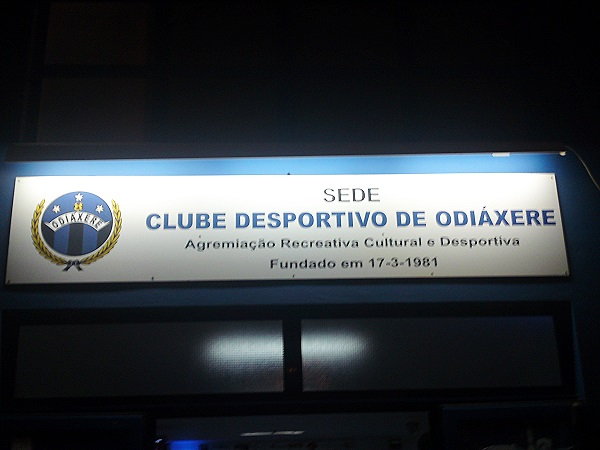 SEDE
ODIÁXERE
CLUBE DESPORTIVO DE ODIÁXERE
Agremiação Recreativa Cultural e Desportiva
Fundado em 17-3-1981